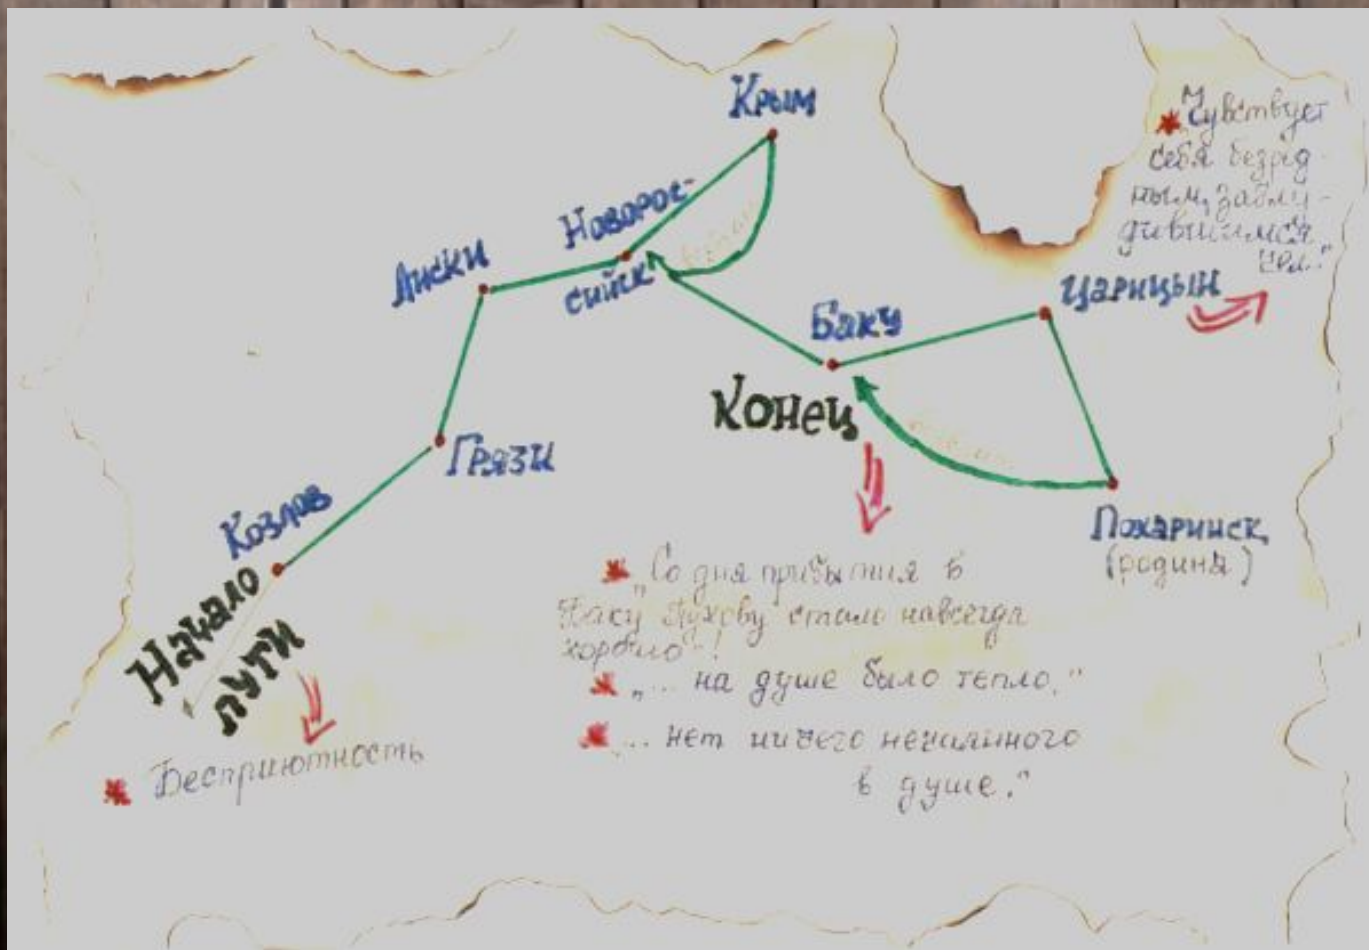 Крым
Чувствует
себя безрод-
ным, заблу-
дившимся
чел."
Новорос-
сийск
Лиски
Царицын
Баку
Конец
Грязи
Козлов
Похаринск
(родина)
Начало
пути
„Со дня прибытия в
Баку Пухову стало навсегда
хорошо"!
„... на душе было тепло."
... нет ничего нечаянного
в душе."
Бесприютность